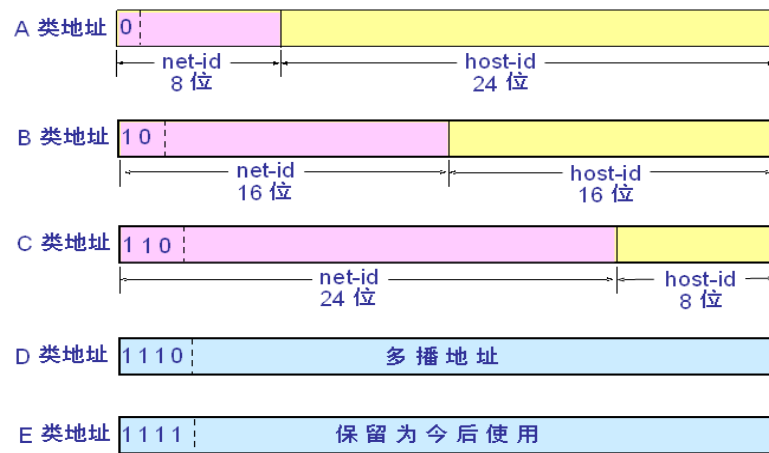 A 类地址 0
net-id host-id
8 位 24 位
B 类地址 1 0
net-id host-id
16 位 16 位
C 类地址 1 1 0
net-id host-id
24 位 8 位
D 类地址 1 1 1 0 多播地址
E 类地址 1 1 1 1 保留为今后使用